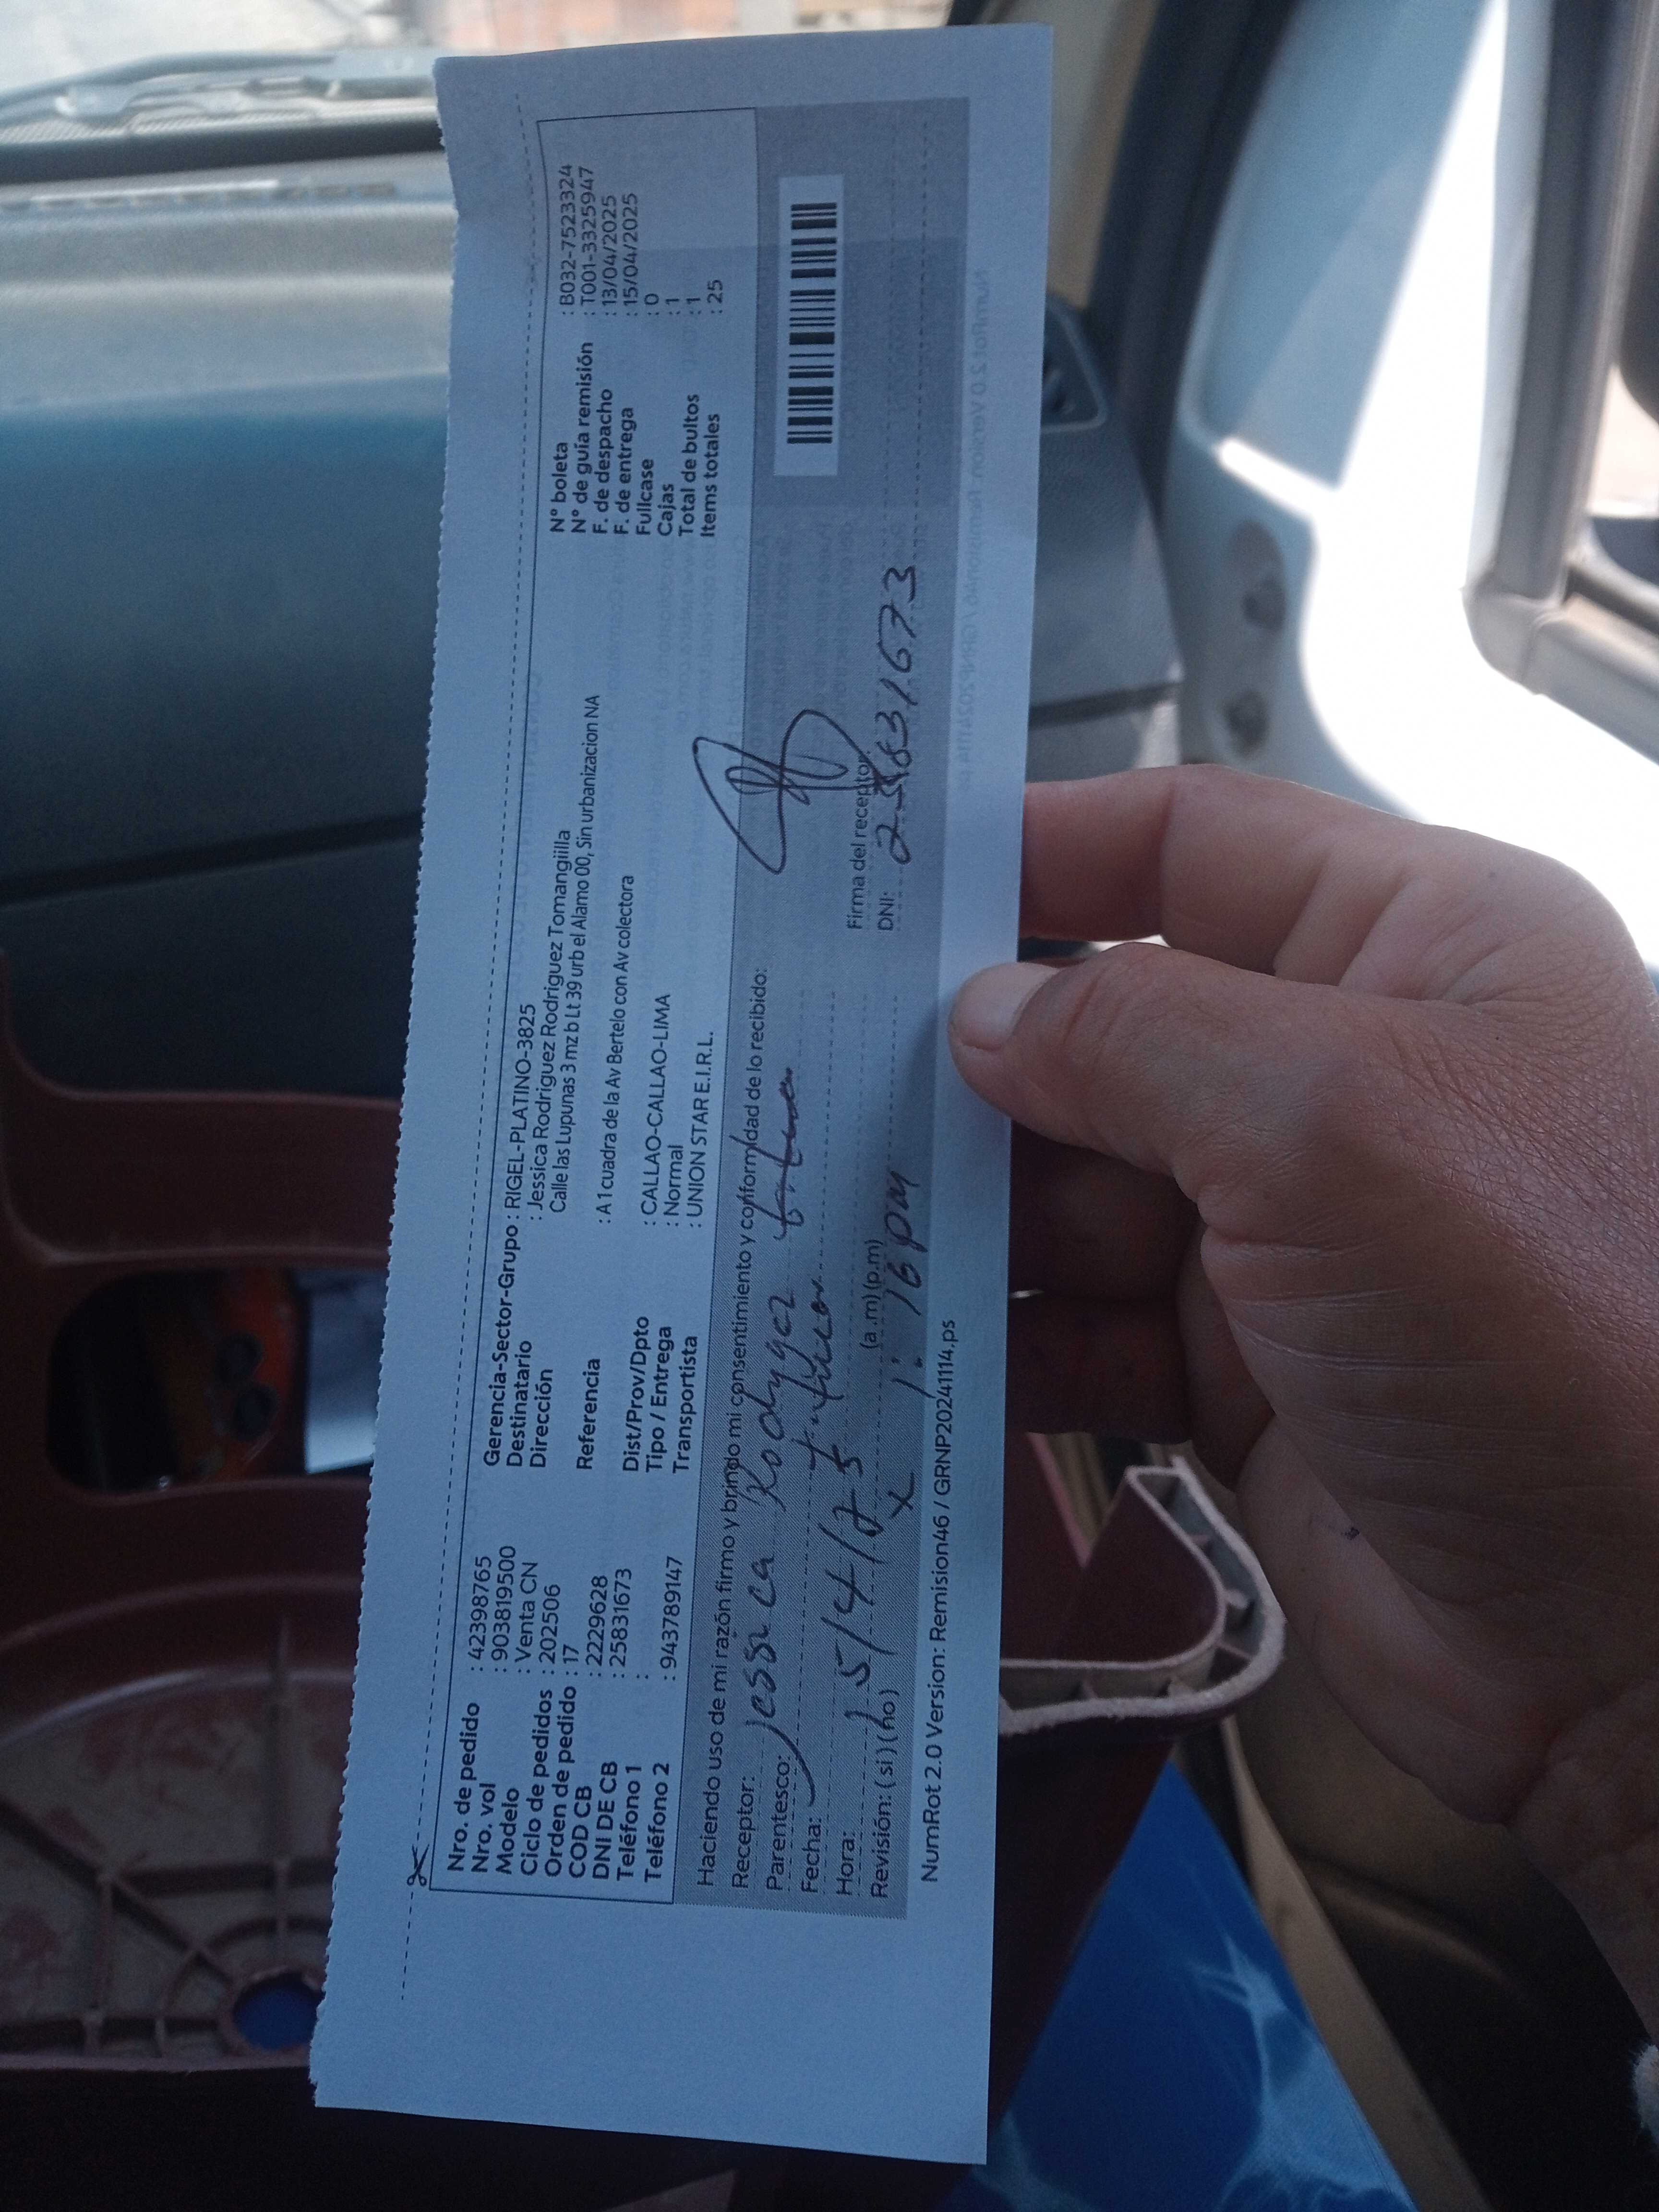 Nro. de pedido : 42398765
Nro. vol : 903819500
Modelo : Venta CN
Ciclo de pedidos : 202506
Orden de pedido : 17
COD CB : 2229628
DNI DE CB : 25831673
Teléfono 1 :
Teléfono 2 : 943789147
Gerencia-Sector-Grupo : RIGEL-PLATINO-3825
Destinatario : Jessica Rodriguez Rodriguez Tomangiilla
Dirección Calle las Lupunas 3 mz b Lt 39 urb el Alamo 00, Sin urbanizacion NA
Referencia : A 1 cuadra de la Av Bertelo con Av colectora
Dist/Prov/Dpto : CALLAO-CALLAO-LIMA
Tipo / Entrega : Normal
Transportista : UNION STAR E.I.R.L.
N° boleta : B032-7523324
N° de guía remisión : T001-3325947
F. de despacho : 13/04/2025
F. de entrega : 15/04/2025
Fullcase : 0
Cajas : 1
Total de bultos : 1
Items totales : 25
Haciendo uso de mi razón firmo y brindo mi consentimiento y conformidad de lo recibido:
Receptor: Jessica Rodriguez
Parentesco: titular
Fecha: 15/4/25
Hora: (a .m) (p.m) 1:16 pm
Revisión: ( si ) ( no ) x
Firma del receptor:
DNI: 25831673
NumRot 2.0 Version: Remision46 / GRNP20241114.ps